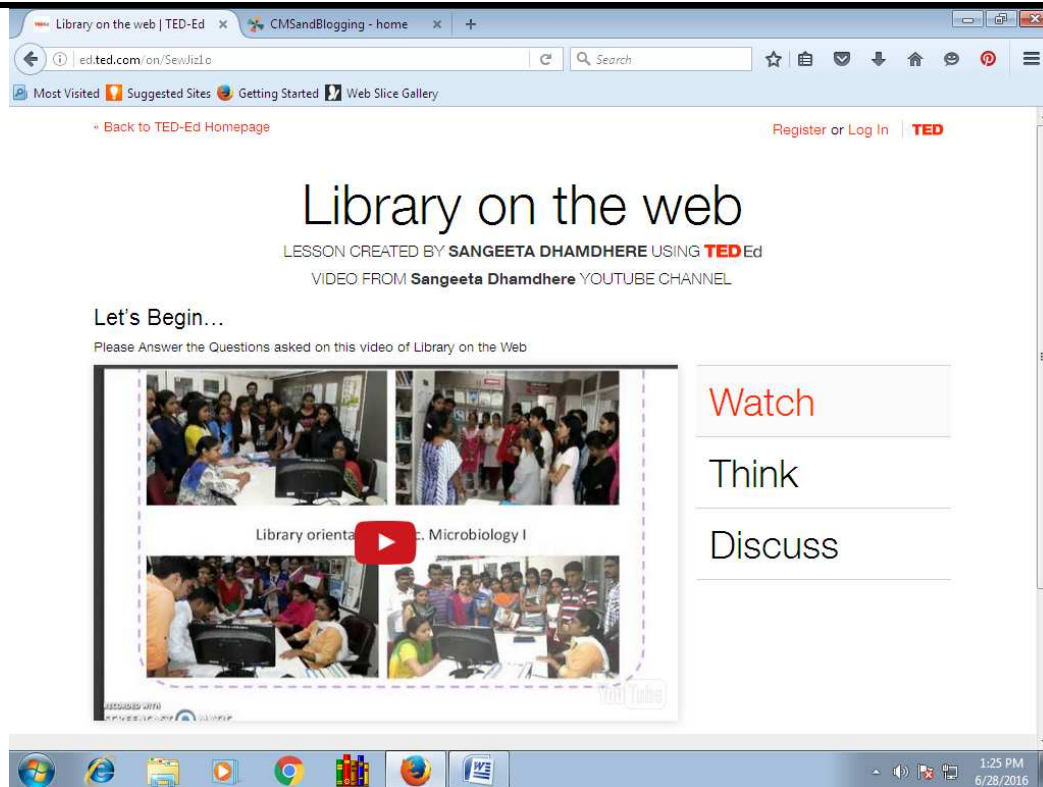 Library on the web | TED-Ed
CMSandBlogging - home
ed.ted.com/on/SewJiz1o
Search
Most Visited Suggested Sites Getting Started Web Slice Gallery
« Back to TED-Ed Homepage
Register or Log In TED
Library on the web
LESSON CREATED BY SANGEETA DHAMDHERE USING TED Ed
VIDEO FROM Sangeeta Dhamdhere YOUTUBE CHANNEL
Let's Begin...
Please Answer the Questions asked on this video of Library on the Web
Watch
Think
Discuss
Library orienta c. Microbiology I
YouTube
RECORDED WITH
1:25 PM
6/28/2016